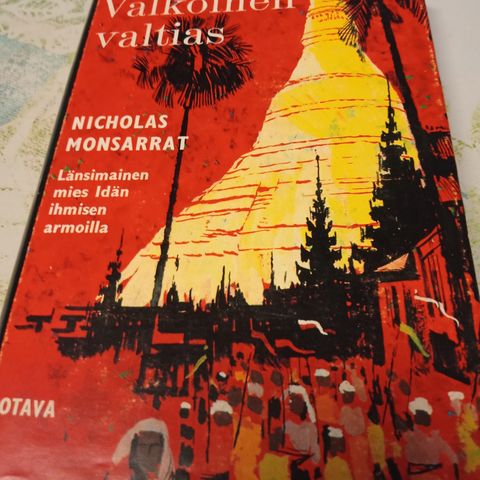 Valkoinen
valtias
NICHOLAS
MONSARRAT
Länsimainen
mies Idän
ihmisen
armoilla
OTAVA